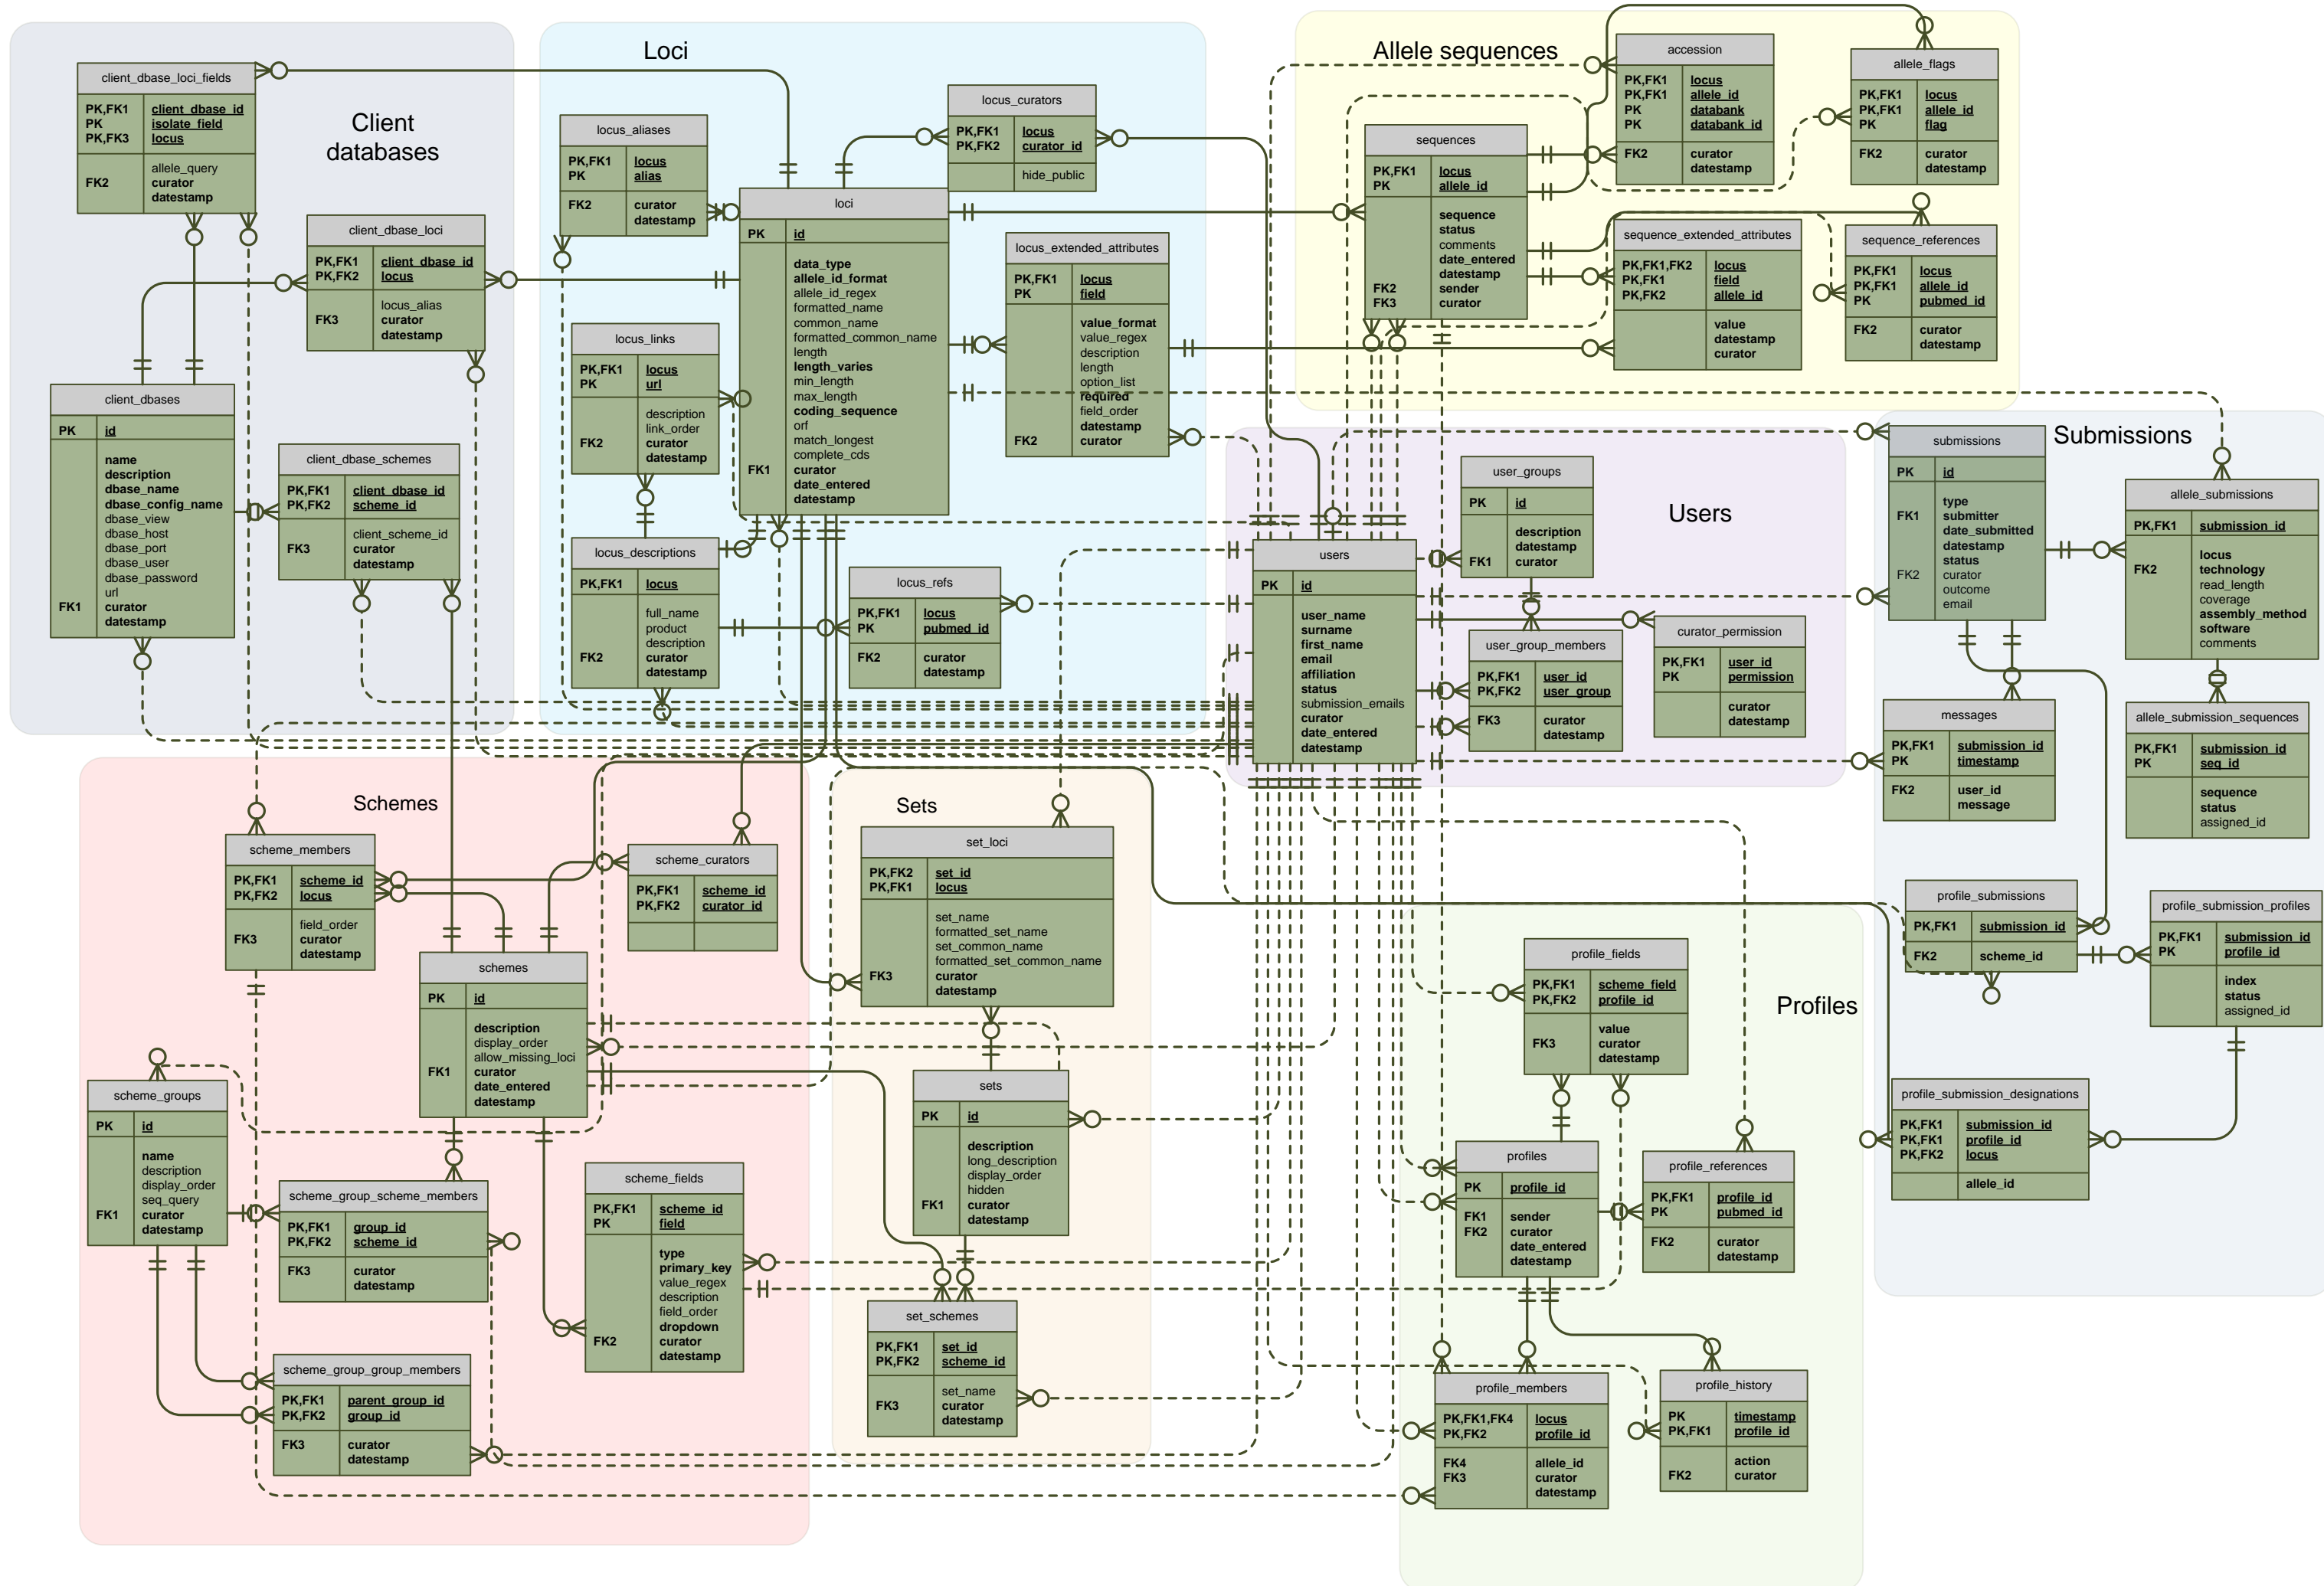 Client
databases
client_dbase_loci_fields
PK,FK1 client_dbase_id
PK isolate_field
PK,FK3 locus
allele_query
FK2 curator
datestamp
client_dbase_loci
PK,FK1 client_dbase_id
PK,FK2 locus
locus_alias
FK3 curator
datestamp
client_dbases
PK id
name
description
dbase_name
dbase_config_name
dbase_view
dbase_host
dbase_port
dbase_user
dbase_password
url
FK1 curator
datestamp
client_dbase_schemes
PK,FK1 client_dbase_id
PK,FK2 scheme_id
client_scheme_id
FK3 curator
datestamp
Loci
locus_aliases
PK,FK1 locus
PK alias
FK2 curator
datestamp
locus_curators
PK,FK1 locus
PK,FK2 curator_id
hide_public
loci
PK id
data_type
allele_id_format
allele_id_regex
formatted_name
common_name
formatted_common_name
length
length_varies
min_length
max_length
coding_sequence
orf
match_longest
complete_cds
FK1 curator
date_entered
datestamp
locus_extended_attributes
PK,FK1 locus
PK field
value_format
value_regex
description
length
option_list
required
field_order
datestamp
FK2 curator
locus_links
PK,FK1 locus
PK url
description
link_order
FK2 curator
datestamp
locus_descriptions
PK,FK1 locus
full_name
product
description
FK2 curator
datestamp
locus_refs
PK,FK1 locus
PK pubmed_id
FK2 curator
datestamp
Allele sequences
sequences
PK,FK1 locus
PK allele_id
sequence
status
comments
date_entered
datestamp
FK2 sender
FK3 curator
accession
PK,FK1 locus
PK,FK1 allele_id
PK databank
PK databank_id
FK2 curator
datestamp
allele_flags
PK,FK1 locus
PK,FK1 allele_id
PK flag
FK2 curator
datestamp
sequence_extended_attributes
PK,FK1,FK2 locus
PK,FK1 field
PK,FK2 allele_id
value
datestamp
curator
sequence_references
PK,FK1 locus
PK,FK1 allele_id
PK pubmed_id
FK2 curator
datestamp
Users
users
PK id
user_name
surname
first_name
email
affiliation
status
submission_emails
curator
date_entered
datestamp
user_groups
PK id
description
datestamp
FK1 curator
user_group_members
PK,FK1 user_id
PK,FK2 user_group
FK3 curator
datestamp
curator_permission
PK,FK1 user_id
PK permission
curator
datestamp
Submissions
submissions
PK id
type
FK1 submitter
date_submitted
datestamp
status
FK2 curator
outcome
email
allele_submissions
PK,FK1 submission_id
locus
FK2 technology
read_length
coverage
assembly_method
software
comments
messages
PK,FK1 submission_id
PK timestamp
FK2 user_id
message
allele_submission_sequences
PK,FK1 submission_id
PK seq_id
sequence
status
assigned_id
profile_submissions
PK,FK1 submission_id
FK2 scheme_id
profile_submission_profiles
PK,FK1 submission_id
PK profile_id
index
status
assigned_id
profile_submission_designations
PK,FK1 submission_id
PK,FK1 profile_id
PK,FK2 locus
allele_id
Schemes
scheme_members
PK,FK1 scheme_id
PK,FK2 locus
field_order
FK3 curator
datestamp
scheme_curators
PK,FK1 scheme_id
PK,FK2 curator_id
schemes
PK id
description
display_order
allow_missing_loci
FK1 curator
date_entered
datestamp
scheme_groups
PK id
name
description
display_order
seq_query
FK1 curator
datestamp
scheme_group_scheme_members
PK,FK1 group_id
PK,FK2 scheme_id
FK3 curator
datestamp
scheme_fields
PK,FK1 scheme_id
PK field
type
primary_key
value_regex
description
field_order
dropdown
FK2 curator
datestamp
scheme_group_group_members
PK,FK1 parent_group_id
PK,FK2 group_id
FK3 curator
datestamp
Sets
set_loci
PK,FK2 set_id
PK,FK1 locus
set_name
formatted_set_name
set_common_name
formatted_set_common_name
FK3 curator
datestamp
sets
PK id
description
long_description
display_order
hidden
FK1 curator
datestamp
set_schemes
PK,FK1 set_id
PK,FK2 scheme_id
set_name
FK3 curator
datestamp
Profiles
profile_fields
PK,FK1 scheme_field
PK,FK2 profile_id
value
FK3 curator
datestamp
profiles
PK profile_id
FK1 sender
FK2 curator
date_entered
datestamp
profile_references
PK,FK1 profile_id
PK pubmed_id
FK2 curator
datestamp
profile_members
PK,FK1,FK4 locus
PK,FK2 profile_id
FK4 allele_id
FK3 curator
datestamp
profile_history
PK timestamp
PK,FK1 profile_id
action
FK2 curator